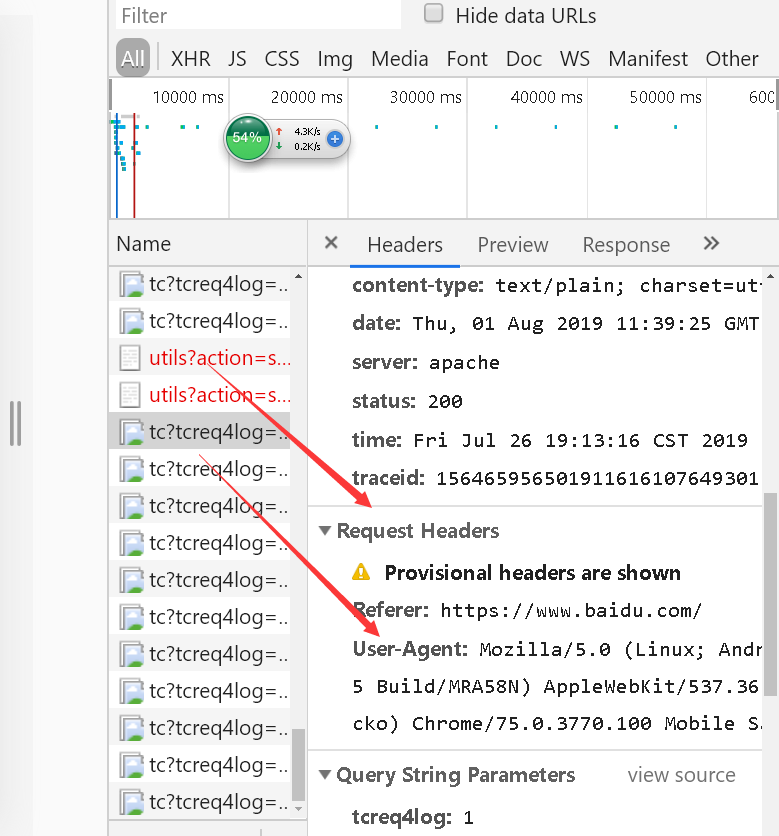 Filter
Hide data URLs
All XHR JS CSS Img Media Font Doc WS Manifest Other
10000 ms 20000 ms 30000 ms 40000 ms 50000 ms 600
54% 4.3K/s
0.2K/s
Name
× Headers Preview Response »
tc?tcreq4log=...
tc?tcreq4log=...
utils?action=s...
utils?action=s...
tc?tcreq4log=...
tc?tcreq4log=...
tc?tcreq4log=...
tc?tcreq4log=...
tc?tcreq4log=...
tc?tcreq4log=...
tc?tcreq4log=...
tc?tcreq4log=...
tc?tcreq4log=...
tc?tcreq4log=...
tc?tcreq4log=...
content-type: text/plain; charset=ut
date: Thu, 01 Aug 2019 11:39:25 GMT
server: apache
status: 200
time: Fri Jul 26 19:13:16 CST 2019
traceid: 156465956501911616107649301
Request Headers
Provisional headers are shown
Referer: https://www.baidu.com/
User-Agent: Mozilla/5.0 (Linux; Andr
5 Build/MRA58N) AppleWebKit/537.36
cko) Chrome/75.0.3770.100 Mobile Sa
Query String Parameters view source
tcreq4log: 1